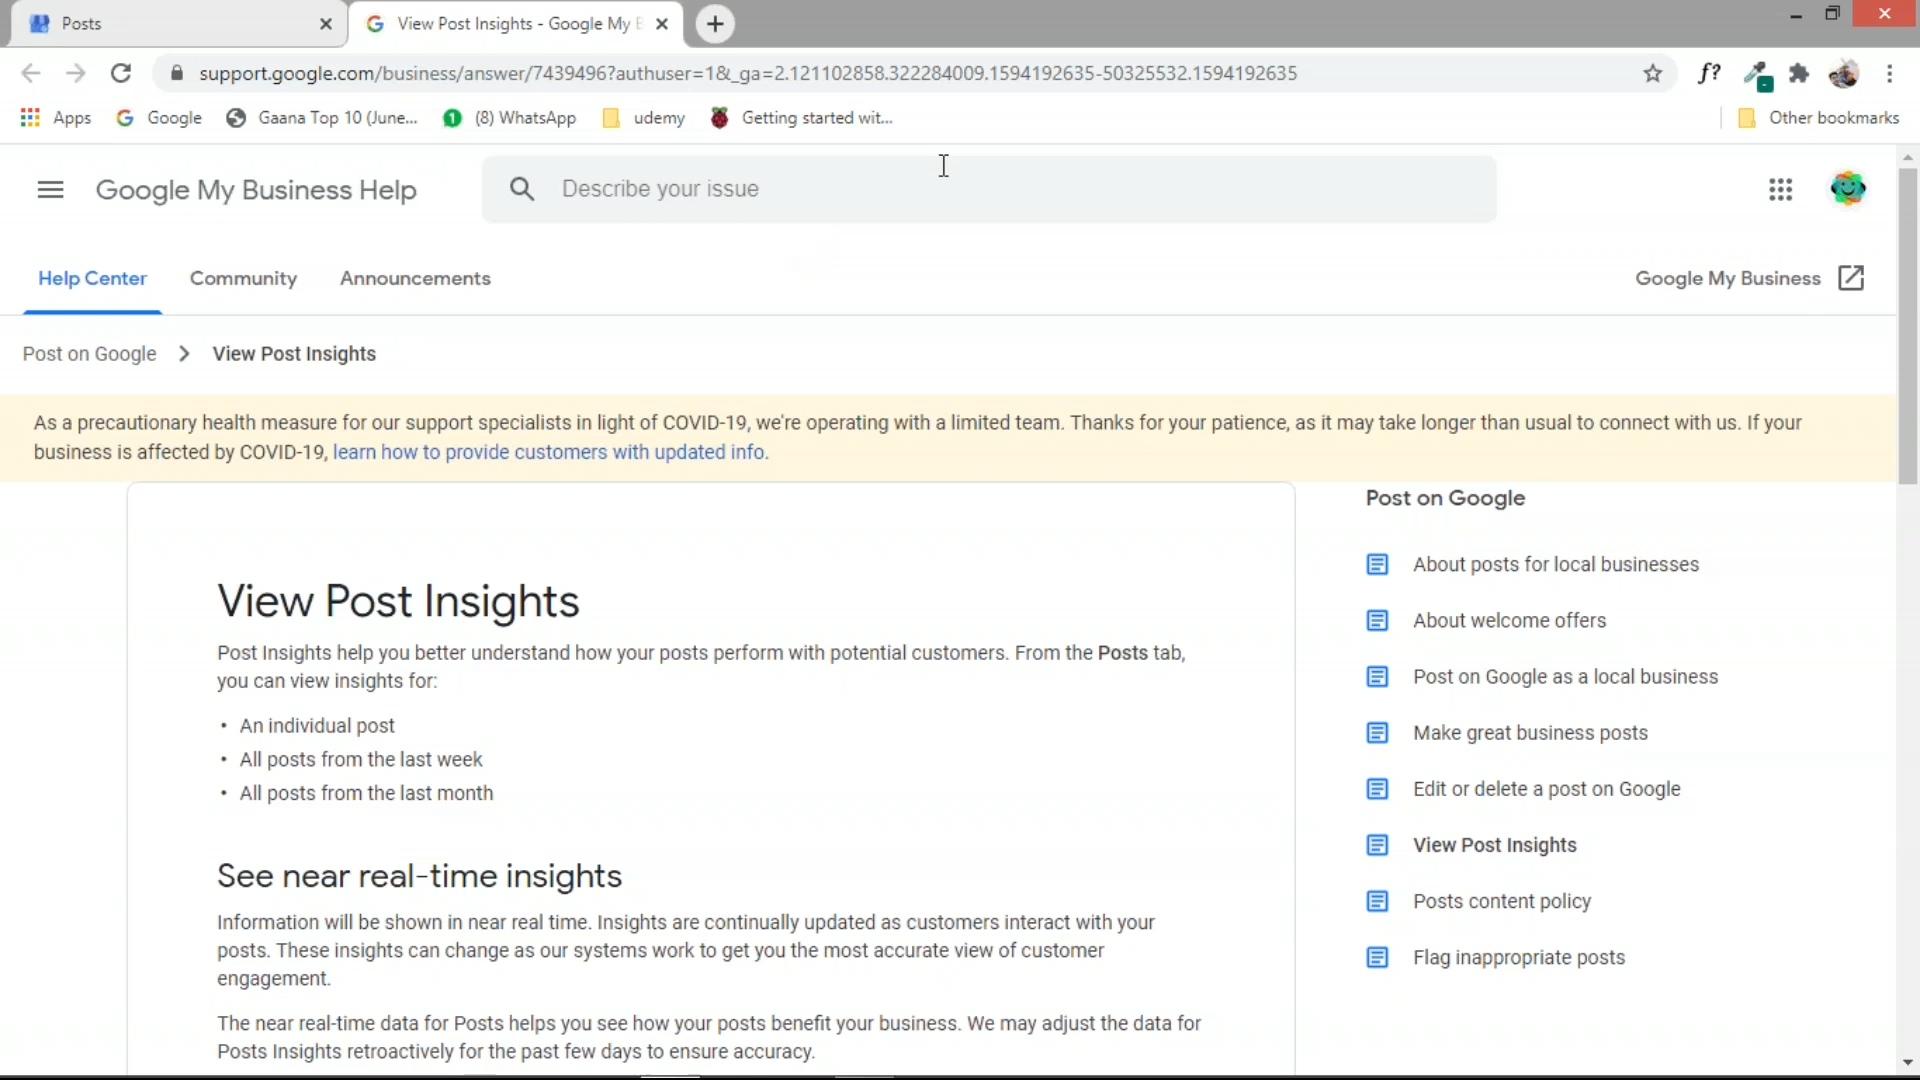 Posts
View Post Insights - Google My B
support.google.com/business/answer/7439496?authuser=1&_ga=2.121102858.322284009.1594192635-50325532.1594192635
f?
Apps
Google
Gaana Top 10 (June...
1
(8) WhatsApp
udemy
Getting started wit...
Other bookmarks
Google My Business Help
Describe your issue
Help Center
Community
Announcements
Google My Business
Post on Google
View Post Insights
As a precautionary health measure for our support specialists in light of COVID-19, we're operating with a limited team. Thanks for your patience, as it may take longer than usual to connect with us. If your
business is affected by COVID-19, learn how to provide customers with updated info.
View Post Insights
Post Insights help you better understand how your posts perform with potential customers. From the Posts tab,
you can view insights for:
• An individual post
• All posts from the last week
• All posts from the last month
See near real-time insights
Information will be shown in near real time. Insights are continually updated as customers interact with your
posts. These insights can change as our systems work to get you the most accurate view of customer
engagement.
The near real-time data for Posts helps you see how your posts benefit your business. We may adjust the data for
Posts Insights retroactively for the past few days to ensure accuracy.
Post on Google
About posts for local businesses
About welcome offers
Post on Google as a local business
Make great business posts
Edit or delete a post on Google
View Post Insights
Posts content policy
Flag inappropriate posts